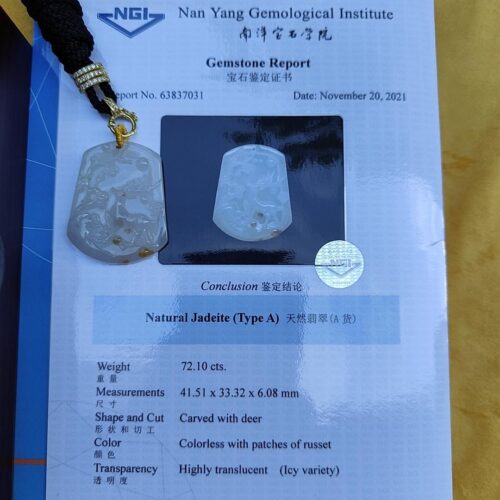 NGI
Nan Yang Gemological Institute
南洋宝石学院
Gemstone Report
宝石鉴定证书
Report No. 63837031 Date: November 20, 2021
NGI
Conclusion 鉴定结论
Natural Jadeite (Type A) 天然翡翠(A 货)
Weight 72.10 cts.
重量
Measurements 41.51 x 33.32 x 6.08 mm
尺寸
Shape and Cut Carved with deer
形状和切工
Color Colorless with patches of russet
颜色
Transparency Highly translucent (Icy variety)
透明度